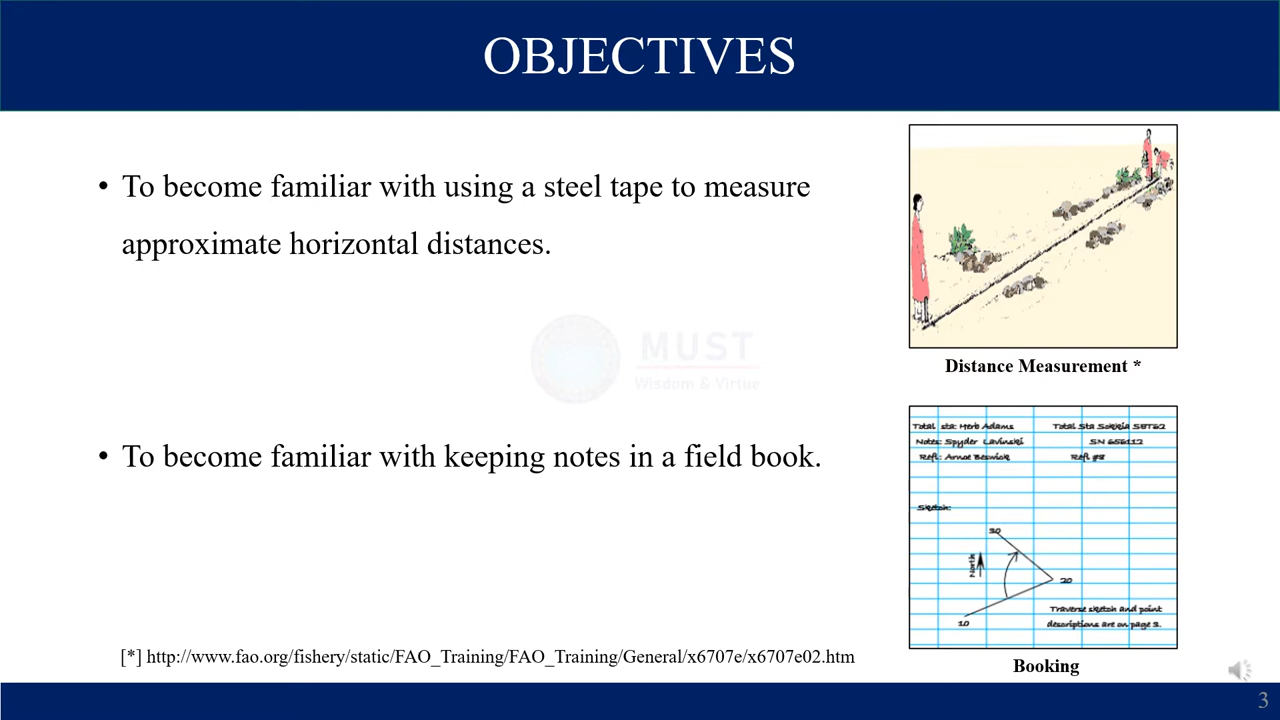 OBJECTIVES
• To become familiar with using a steel tape to measure
approximate horizontal distances.
Distance Measurement *
MUST
Wisdom & Virtue
• To become familiar with keeping notes in a field book.
Total sta: Herb Adams Total Sta Sokkia SBT62
Notes: Spyder Lavinski SN 656112
Refl.: Arnae Beswick Refl #8
Sketch:
30
North
20
10
Traverse sketch and point
descriptions are on page 3.
Booking
[*] http://www.fao.org/fishery/static/FAO_Training/FAO_Training/General/x6707e/x6707e02.htm
3